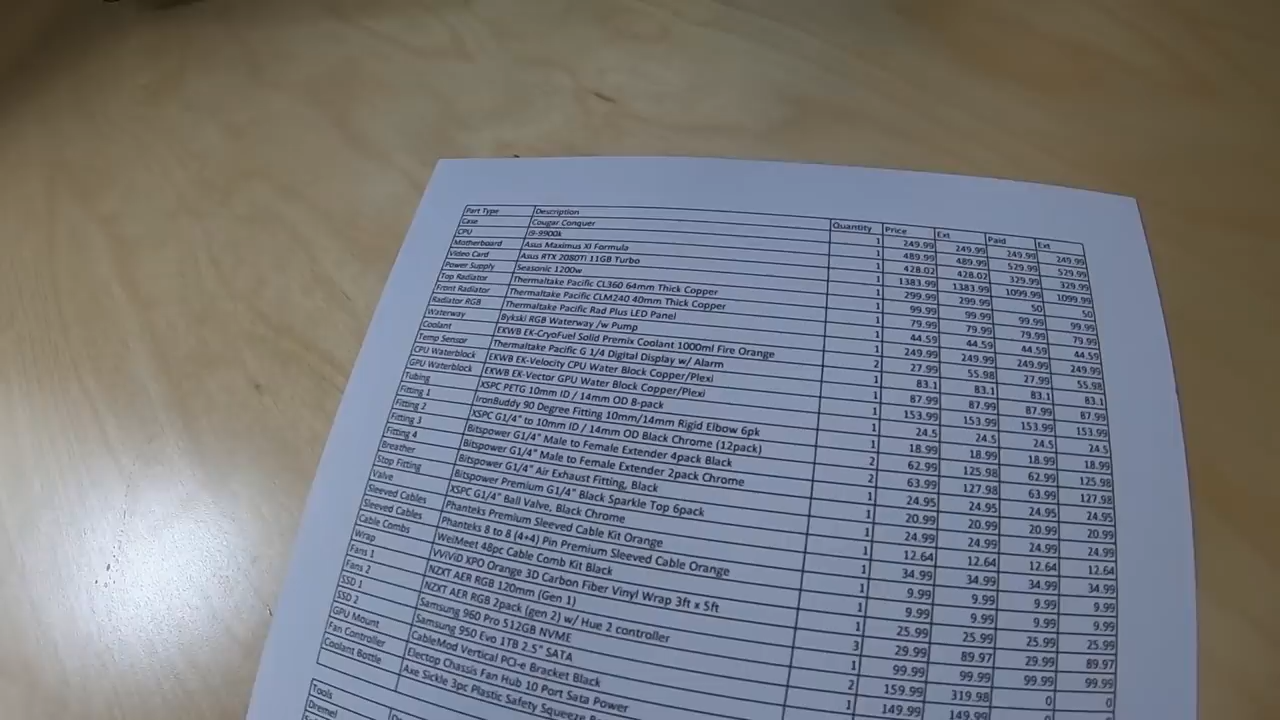 Part Type Description Quantity Price Ext Paid Ext
Case Cougar Conquer 1 249.99 249.99 249.99 249.99
CPU i9-9900k 1 489.99 489.99 529.99 529.99
Motherboard Asus Maximus XI Formula 1 428.02 428.02 329.99 329.99
Video Card Asus RTX 2080Ti 11GB Turbo 1 1383.99 1383.99 1099.99 1099.99
Power Supply Seasonic 1200w 1 299.99 299.99 50 50
Top Radiator Thermaltake Pacific CL360 64mm Thick Copper 1 99.99 99.99 99.99 99.99
Front Radiator Thermaltake Pacific CLM240 40mm Thick Copper 1 79.99 79.99 79.99 79.99
Radiator RGB Thermaltake Pacific Rad Plus LED Panel 1 44.59 44.59 44.59 44.59
Waterway Bykski RGB Waterway /w Pump 1 249.99 249.99 249.99 249.99
Coolant EKWB EK-CryoFuel Solid Premix Coolant 1000ml Fire Orange 2 27.99 55.98 27.99 55.98
Temp Sensor Thermaltake Pacific G 1/4 Digital Display w/ Alarm 1 83.1 83.1 83.1 83.1
CPU Waterblock EKWB EK-Velocity CPU Water Block Copper/Plexi 1 87.99 87.99 87.99 87.99
GPU Waterblock EKWB EK-Vector GPU Water Block Copper/Plexi 1 153.99 153.99 153.99 153.99
Tubing XSPC PETG 10mm ID / 14mm OD 8-pack 1 24.5 24.5 24.5 24.5
Fitting 1 IronBuddy 90 Degree Fitting 10mm/14mm Rigid Elbow 6pk 1 18.99 18.99 18.99 18.99
Fitting 2 XSPC G1/4" to 10mm ID / 14mm OD Black Chrome (12pack) 2 62.99 125.98 62.99 125.98
Fitting 3 Bitspower G1/4" Male to Female Extender 4pack Black 2 63.99 127.98 63.99 127.98
Fitting 4 Bitspower G1/4" Male to Female Extender 2pack Chrome 1 24.95 24.95 24.95 24.95
Breather Bitspower G1/4" Air Exhaust Fitting, Black 1 20.99 20.99 20.99 20.99
Stop Fitting Bitspower Premium G1/4" Black Sparkle Top 6pack 1 24.99 24.99 24.99 24.99
Valve XSPC G1/4" Ball Valve, Black Chrome 1 12.64 12.64 12.64 12.64
Sleeved Cables Phanteks Premium Sleeved Cable Kit Orange 1 34.99 34.99 34.99 34.99
Sleeved Cables Phanteks 8 to 8 (4+4) Pin Premium Sleeved Cable Orange 1 9.99 9.99 9.99 9.99
Cable Combs WeiMeet 48pc Cable Comb Kit Black 1 9.99 9.99 9.99 9.99
Wrap VViViD XPO Orange 3D Carbon Fiber Vinyl Wrap 3ft x 5ft 1 25.99 25.99 25.99 25.99
Fans 1 NZXT AER RGB 120mm (Gen 1) 3 29.99 89.97 29.99 89.97
Fans 2 NZXT AER RGB 2pack (gen 2) w/ Hue 2 controller 1 99.99 99.99 99.99 99.99
SSD 1 Samsung 960 Pro 512GB NVME 2 159.99 319.98 0 0
SSD 2 Samsung 950 Evo 1TB 2.5" SATA 1 149.99 149.99
GPU Mount CableMod Vertical PCI-e Bracket Black
Fan Controller Electop Chassis Fan Hub 10 Port Sata Power
Coolant Bottle Axe Sickle 3pc Plastic Safety Squeeze
Tools
Dremel